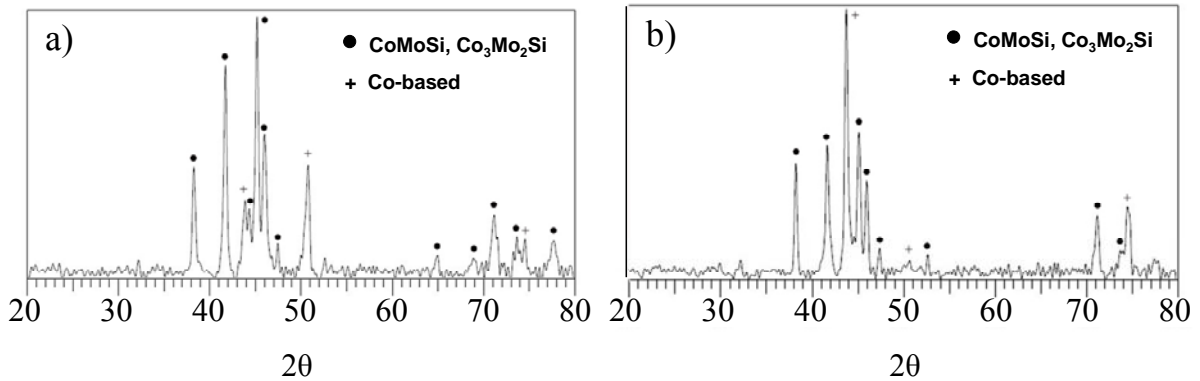 a)
● CoMoSi, Co₃Mo₂Si
+ Co-based
20 30 40 50 60 70 80
2θ
b)
● CoMoSi, Co₃Mo₂Si
+ Co-based
20 30 40 50 60 70 80
2θ